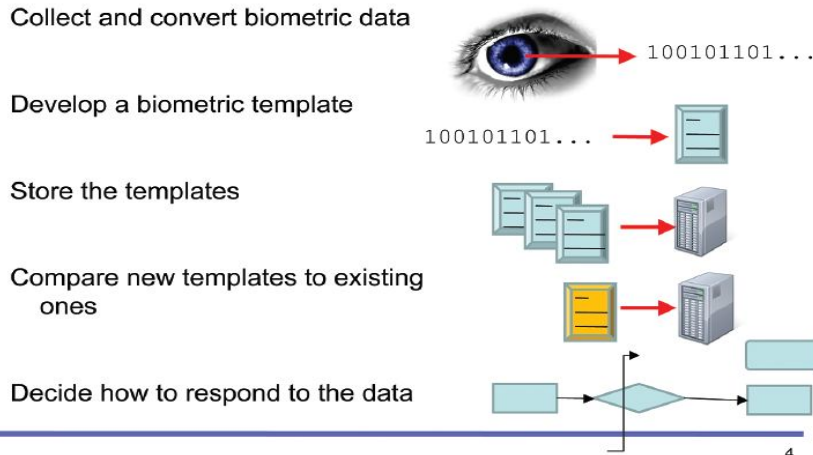 Collect and convert biometric data
100101101...
Develop a biometric template
100101101...
Store the templates
Compare new templates to existing
ones
Decide how to respond to the data
4